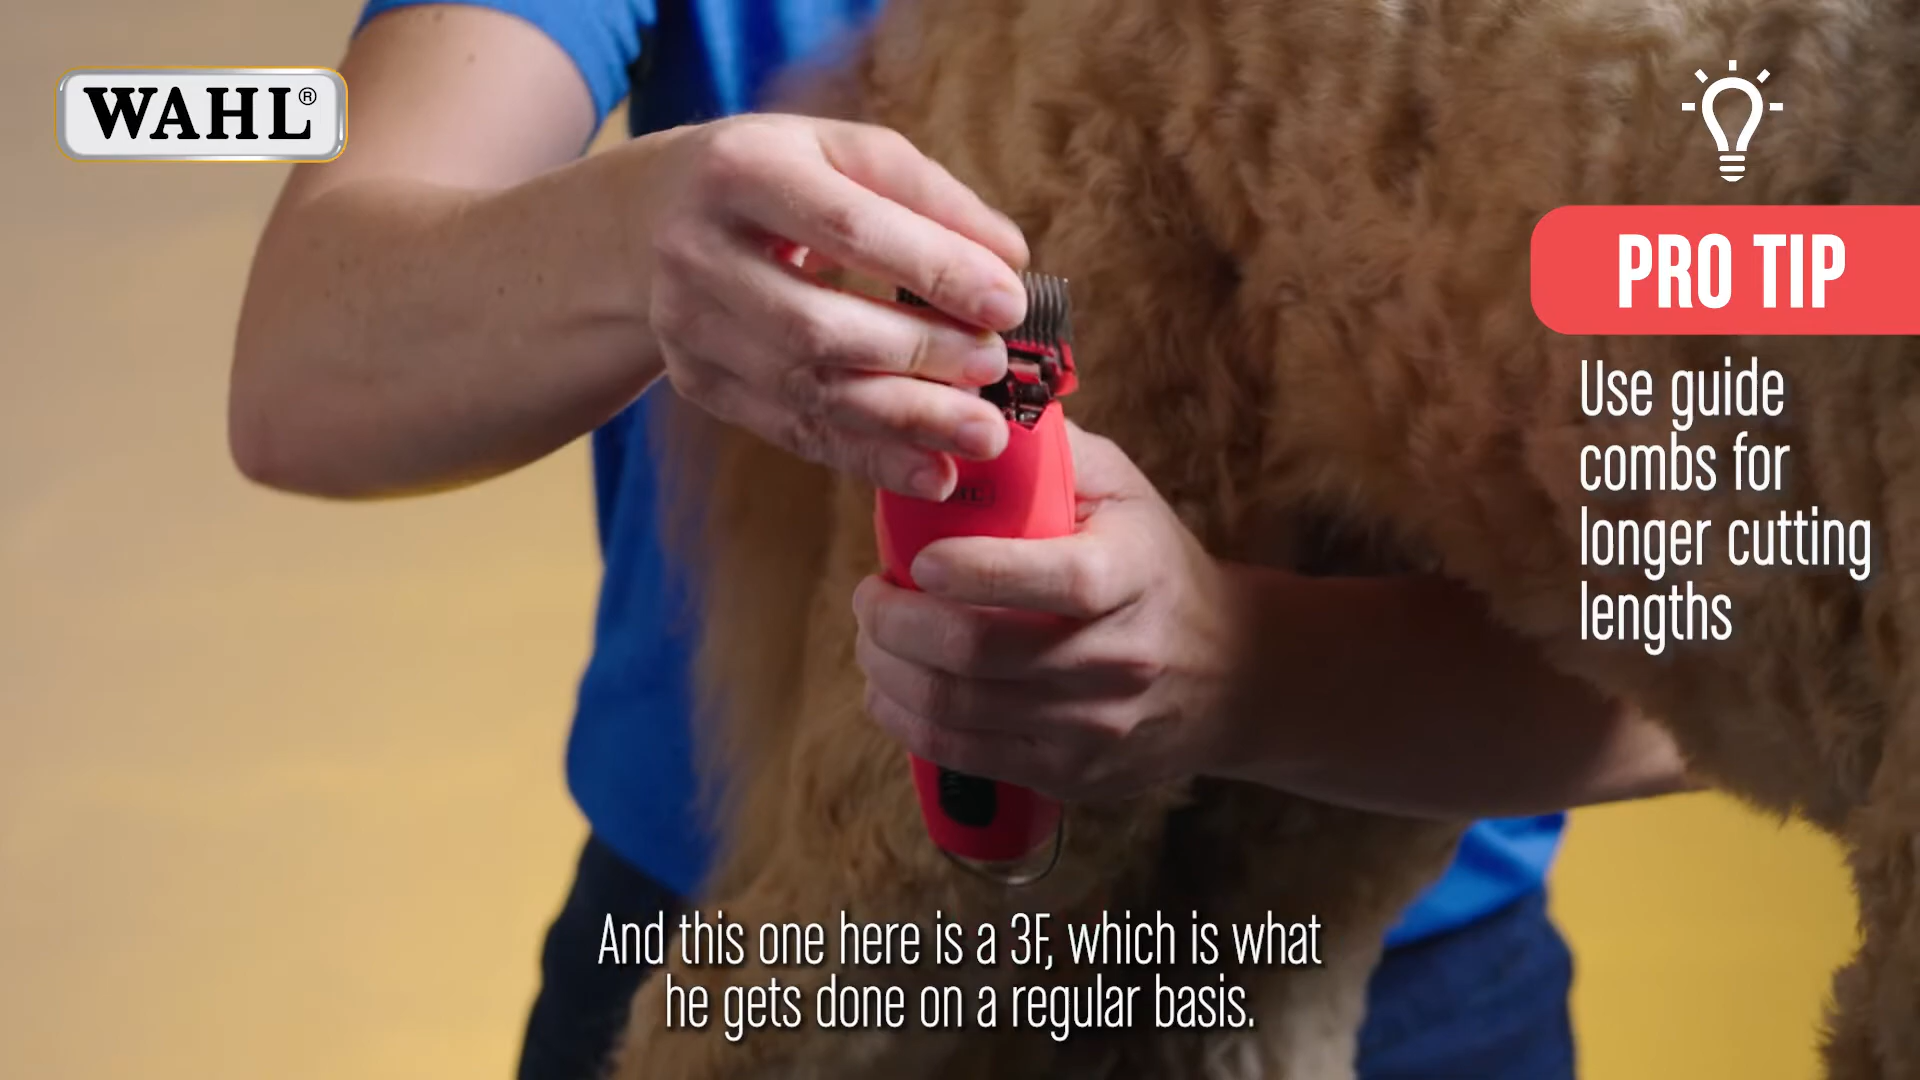 WAHL®
PRO TIP
Use guide
combs for
longer cutting
lengths
And this one here is a 3F, which is what
he gets done on a regular basis.